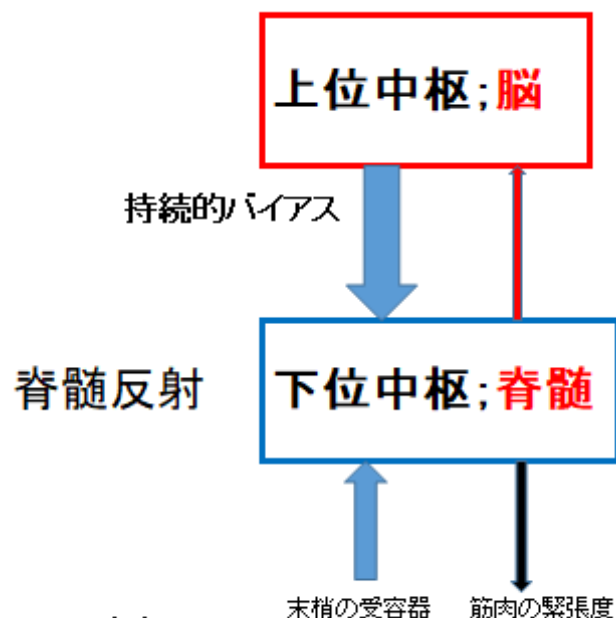 上位中枢;脳
持続的バイアス
脊髄反射
下位中枢;脊髄
末梢の受容器
筋肉の緊張度